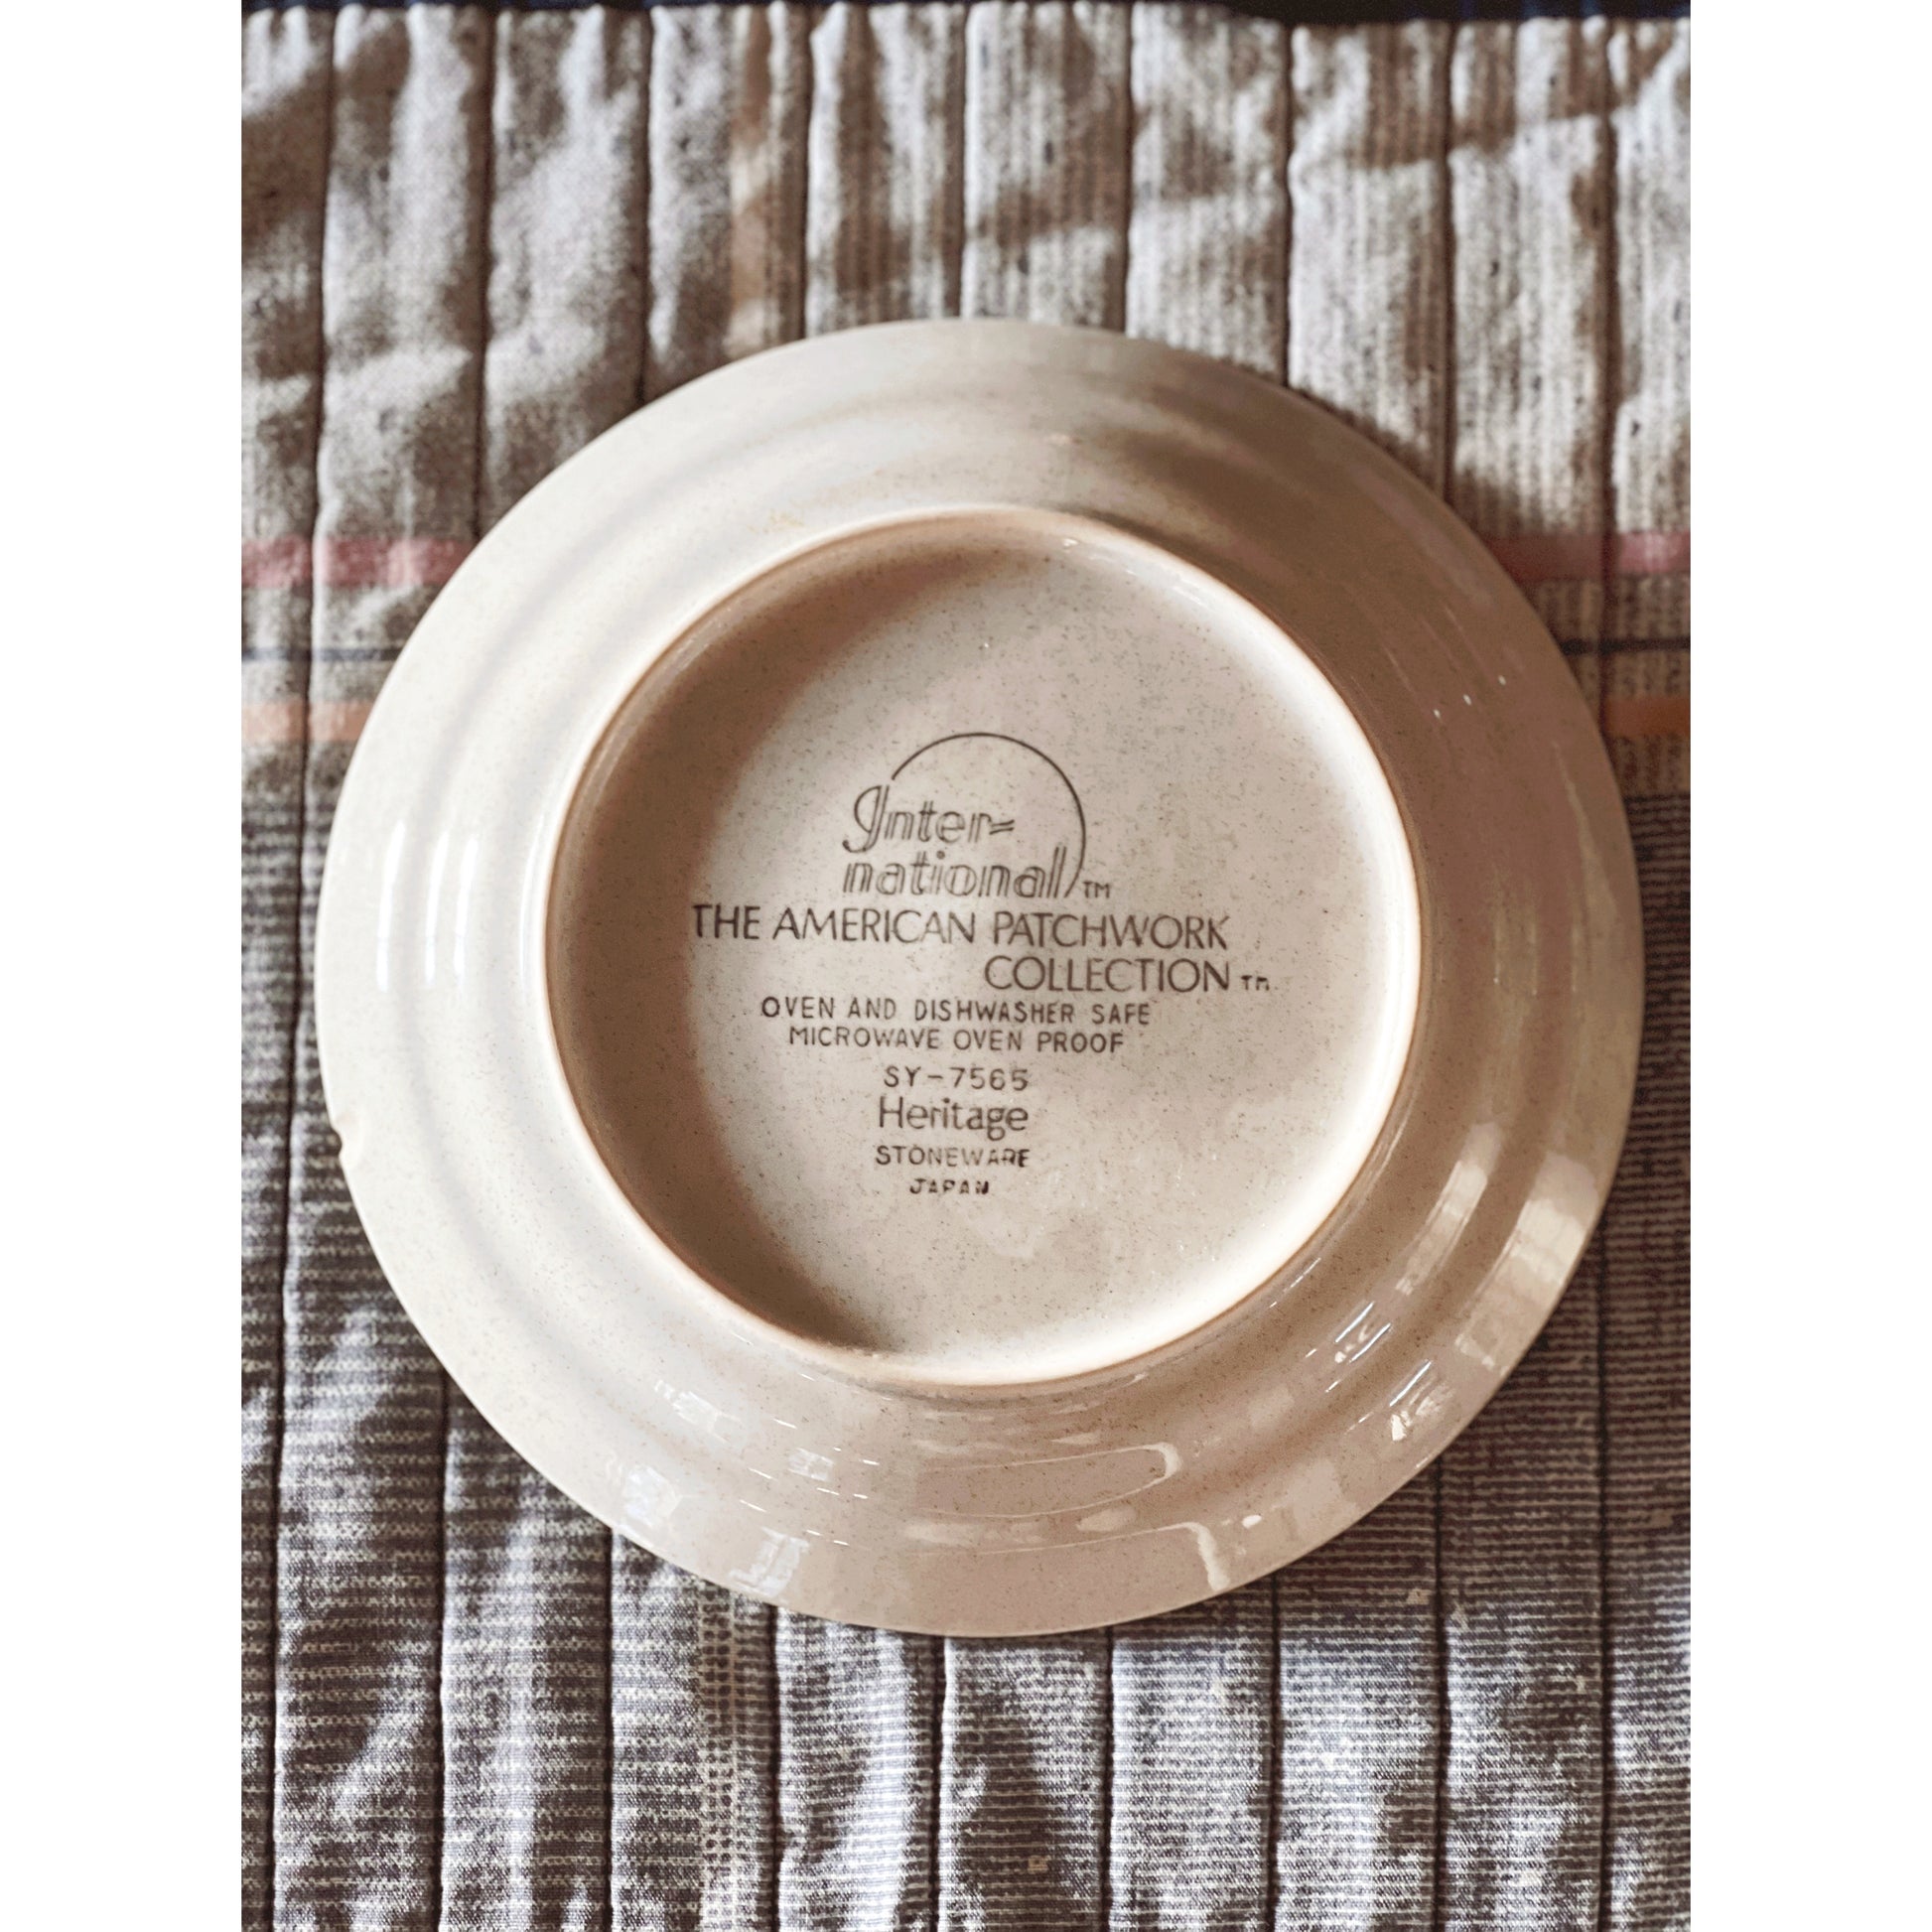 Inter-
national TM
THE AMERICAN PATCHWORK
COLLECTION TM
OVEN AND DISHWASHER SAFE
MICROWAVE OVEN PROOF
SY-7565
Heritage
STONEWARE
JAPAN